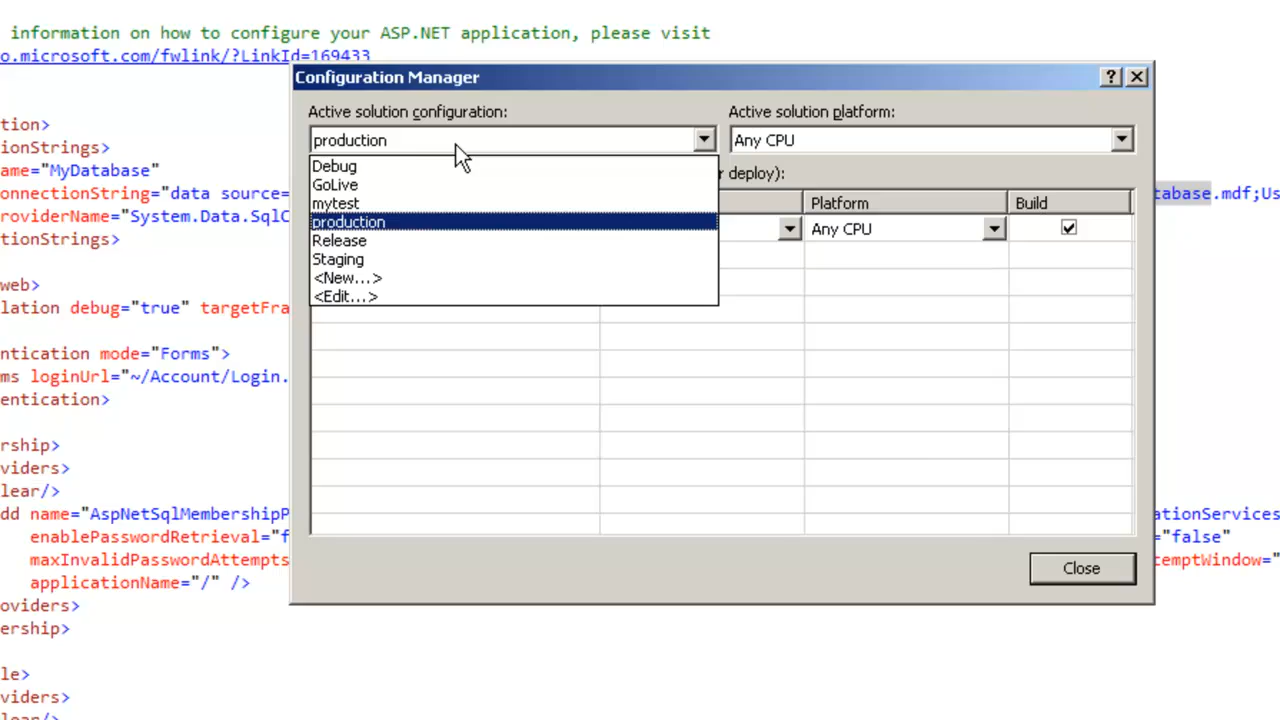 information on how to configure your ASP.NET application, please visit
o.microsoft.com/fwlink/?LinkId=169433
Configuration Manager
Active solution configuration:
Active solution platform:
production
Any CPU
Debug
GoLive
mytest
production
Release
Staging
<New...>
<Edit...>
r deploy):
Platform
Build
Any CPU
Close
tion>
ionStrings>
ame="MyDatabase"
onnectionString="data source=
tabase.mdf;Us
roviderName="System.Data.SqlC
tionStrings>
web>
lation debug="true" targetFra
ntication mode="Forms">
ms loginUrl="~/Account/Login.
entication>
rship>
viders>
lear/>
dd name="AspNetSqlMembershipP
ationServices
enablePasswordRetrieval="f
="false"
maxInvalidPasswordAttempts
temptWindow="
applicationName="/" />
oviders>
ership>
le>
viders>
lear/>